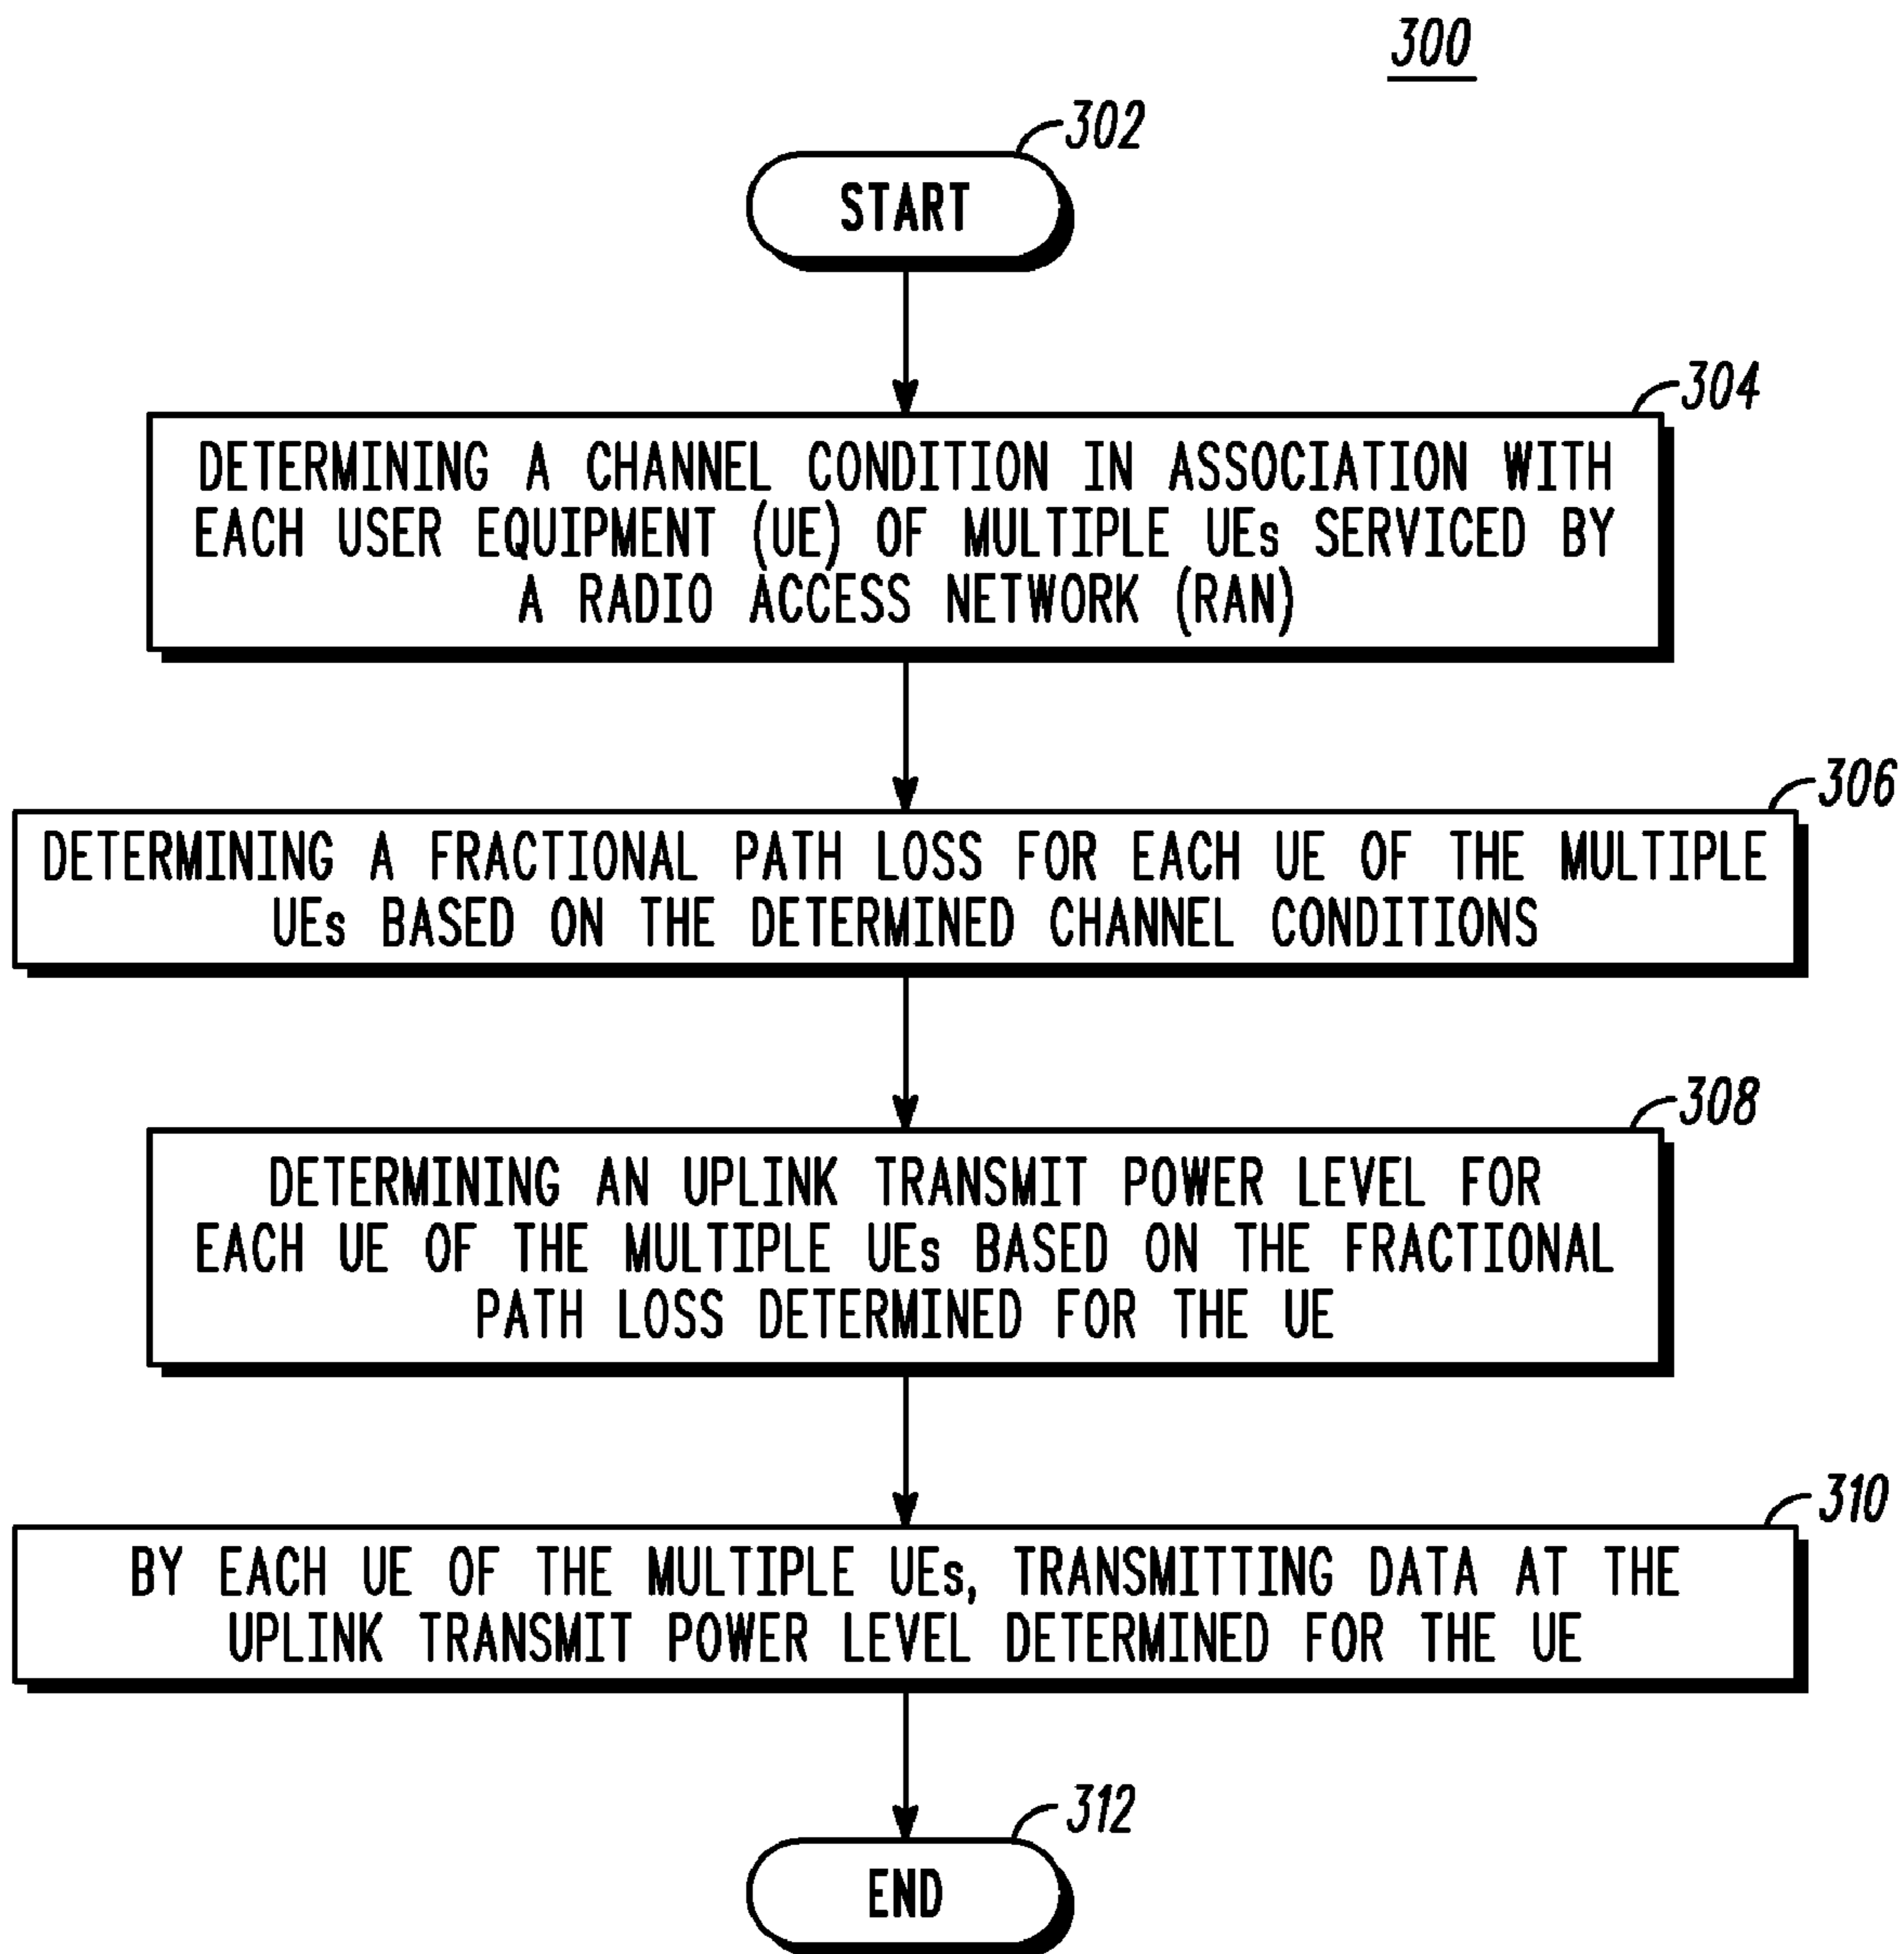 300
302
START
304
DETERMINING A CHANNEL CONDITION IN ASSOCIATION WITH
EACH USER EQUIPMENT (UE) OF MULTIPLE UEs SERVICED BY
A RADIO ACCESS NETWORK (RAN)
306
DETERMINING A FRACTIONAL PATH LOSS FOR EACH UE OF THE MULTIPLE
UEs BASED ON THE DETERMINED CHANNEL CONDITIONS
308
DETERMINING AN UPLINK TRANSMIT POWER LEVEL FOR
EACH UE OF THE MULTIPLE UEs BASED ON THE FRACTIONAL
PATH LOSS DETERMINED FOR THE UE
310
BY EACH UE OF THE MULTIPLE UEs, TRANSMITTING DATA AT THE
UPLINK TRANSMIT POWER LEVEL DETERMINED FOR THE UE
312
END